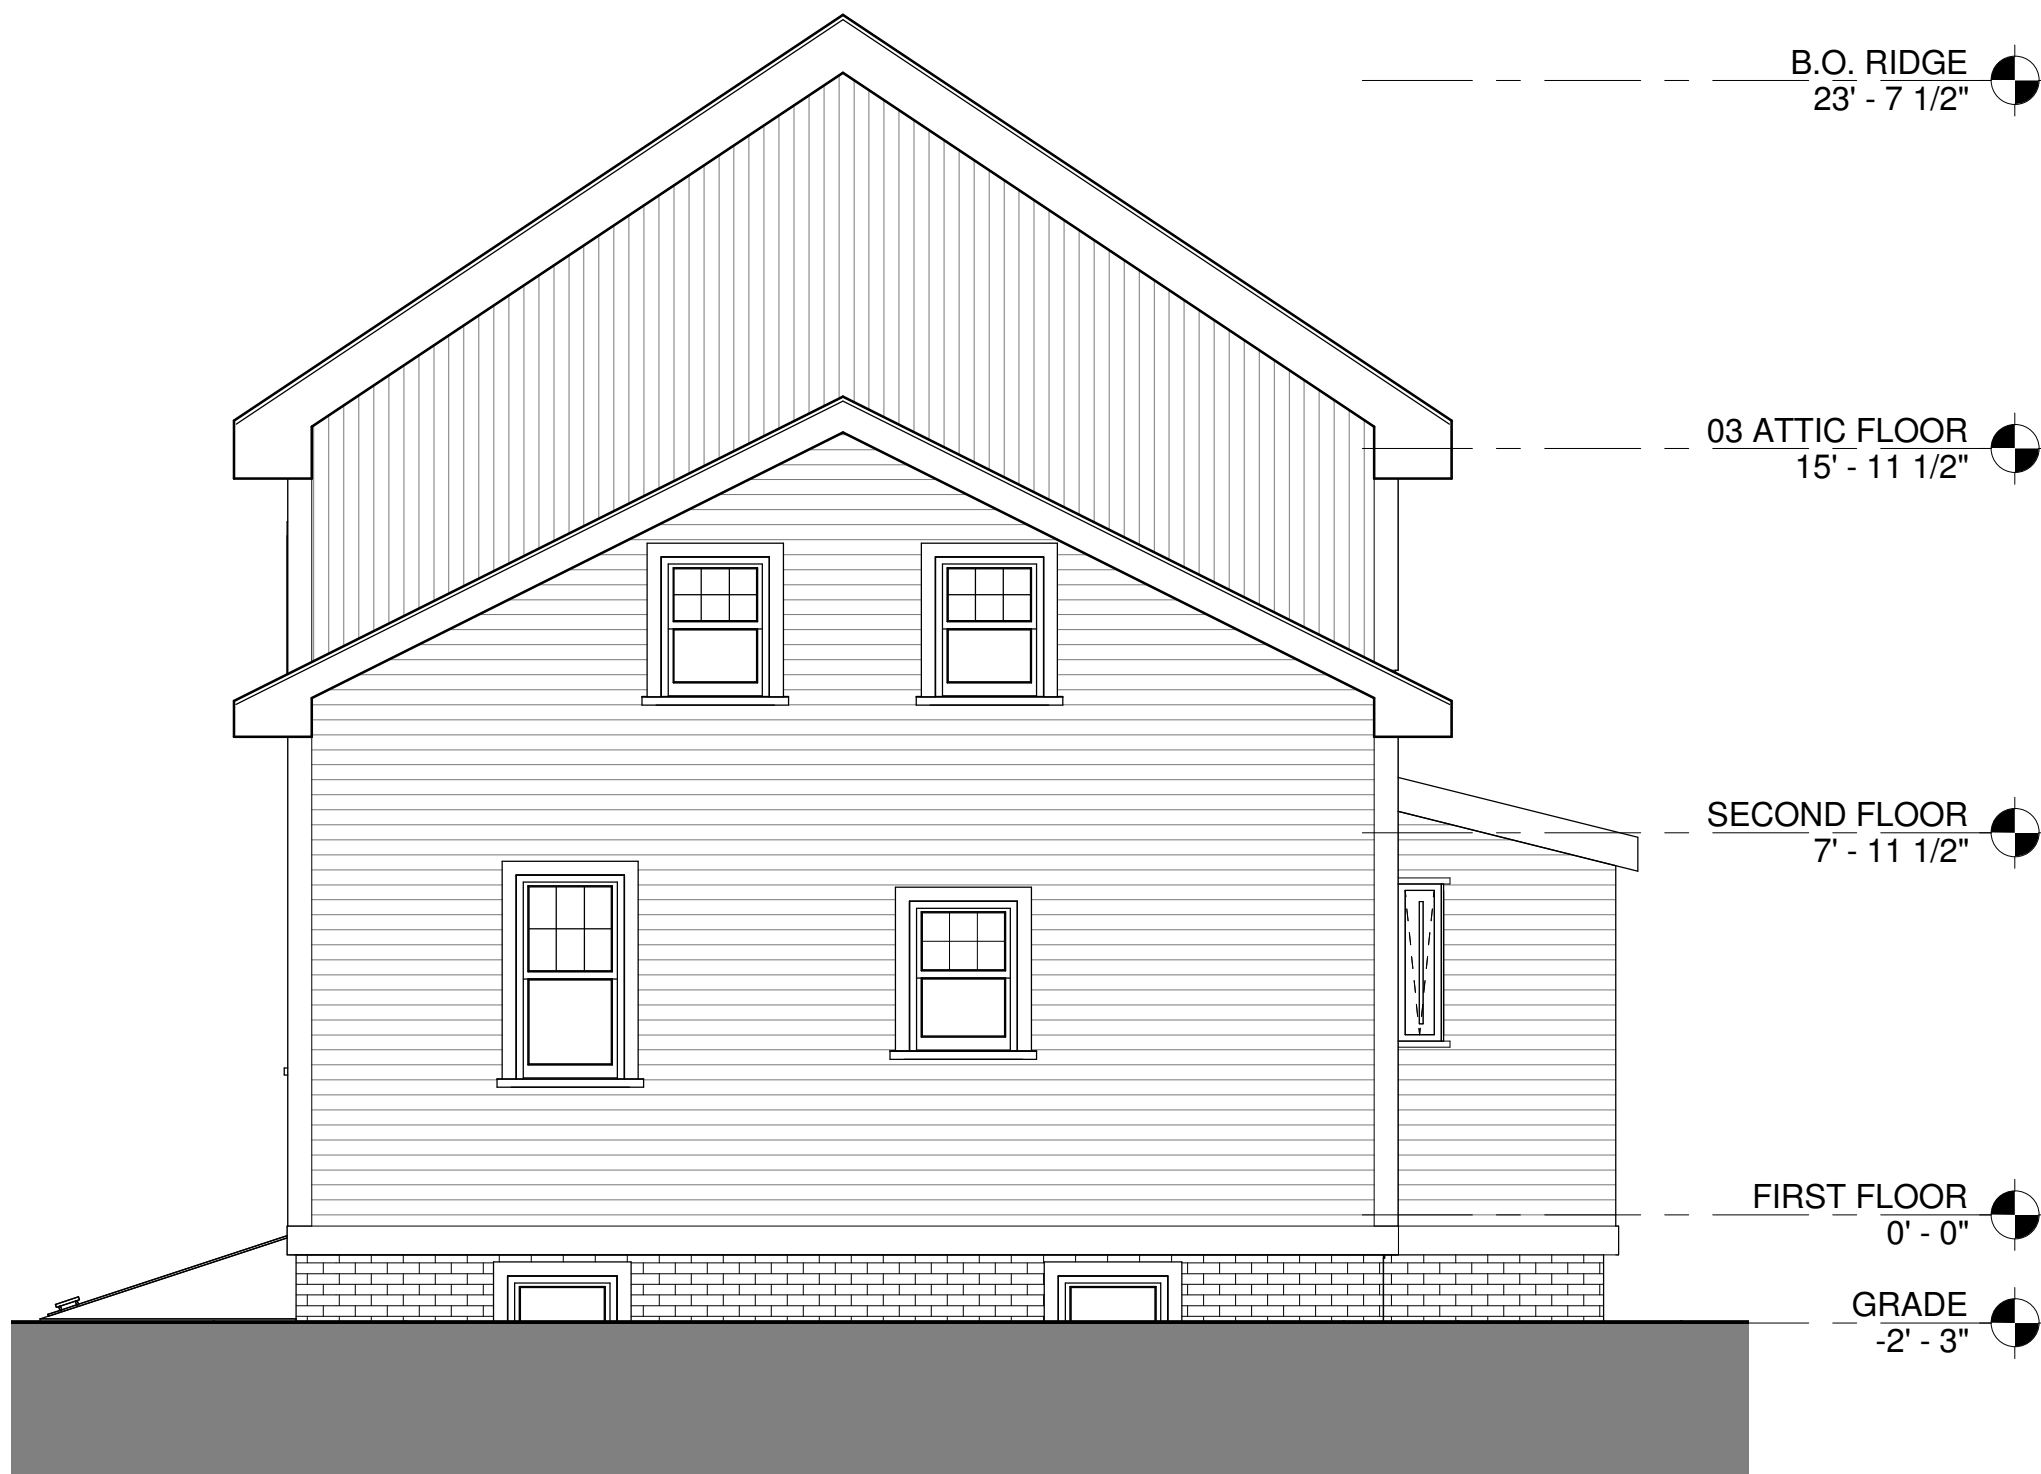 B.O. RIDGE
23' - 7 1/2"
03 ATTIC FLOOR
15' - 11 1/2"
SECOND FLOOR
7' - 11 1/2"
FIRST FLOOR
0' - 0"
GRADE
-2' - 3"